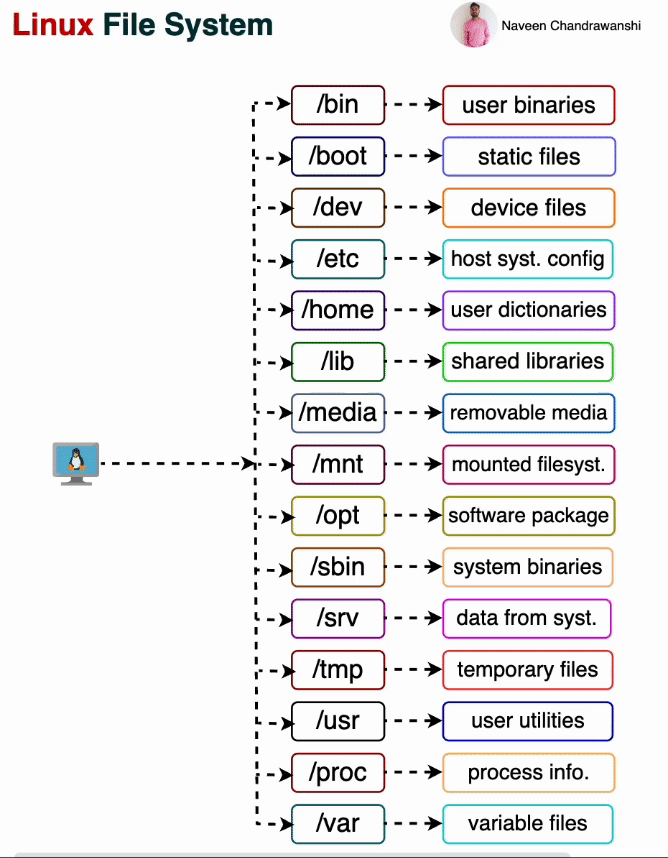 Linux File System
Naveen Chandrawanshi
/bin user binaries
/boot static files
/dev device files
/etc host syst. config
/home user dictionaries
/lib shared libraries
/media removable media
/mnt mounted filesyst.
/opt software package
/sbin system binaries
/srv data from syst.
/tmp temporary files
/usr user utilities
/proc process info.
/var variable files